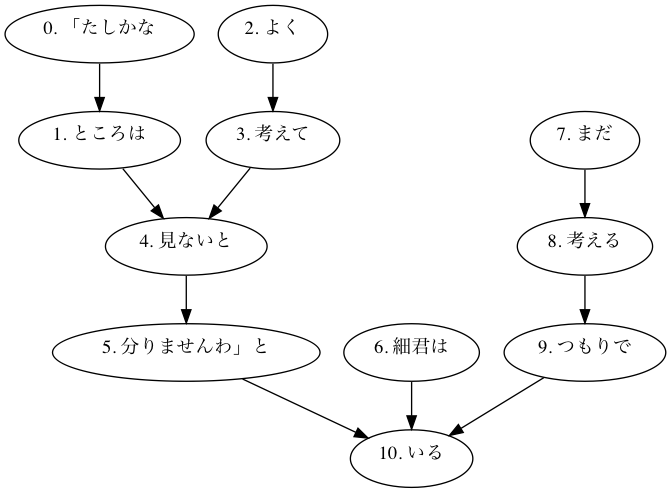 0. 「たしかな
2. よく
1. ところは
3. 考えて
7. まだ
4. 見ないと
8. 考える
5. 分りませんわ」と
6. 細君は
9. つもりで
10. いる